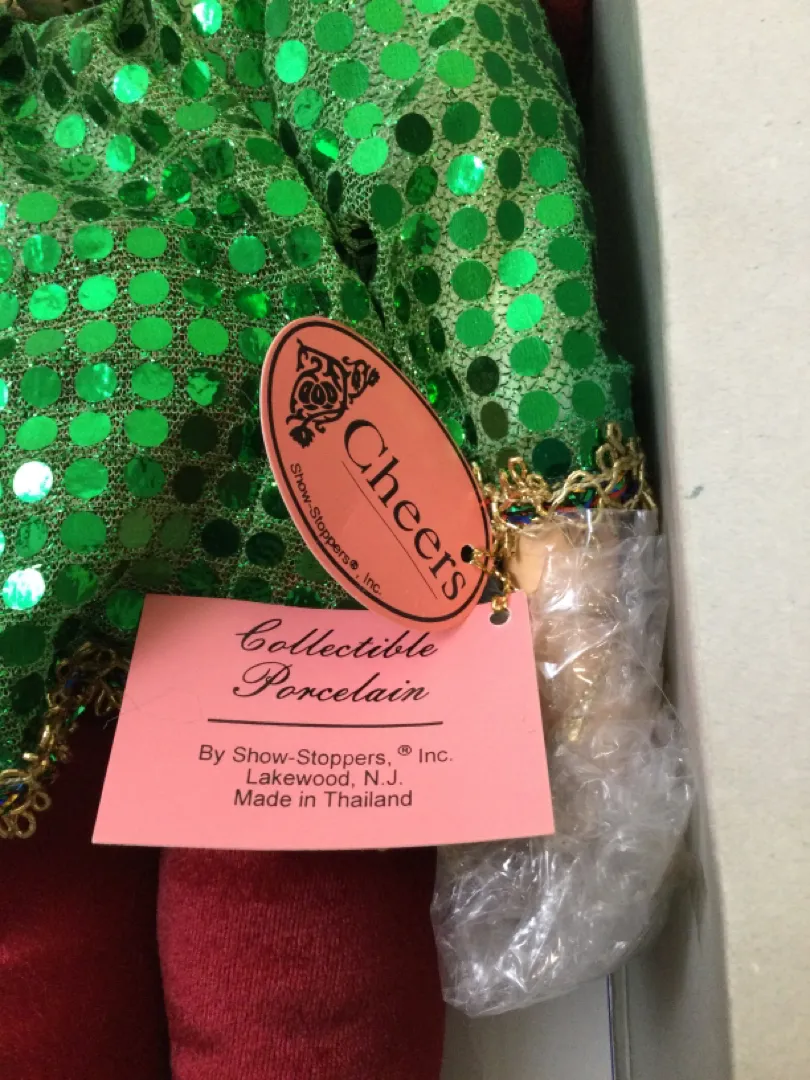 Cheers
Show-Stoppers®, Inc.
Collectible
Porcelain
By Show-Stoppers,® Inc.
Lakewood, N.J.
Made in Thailand